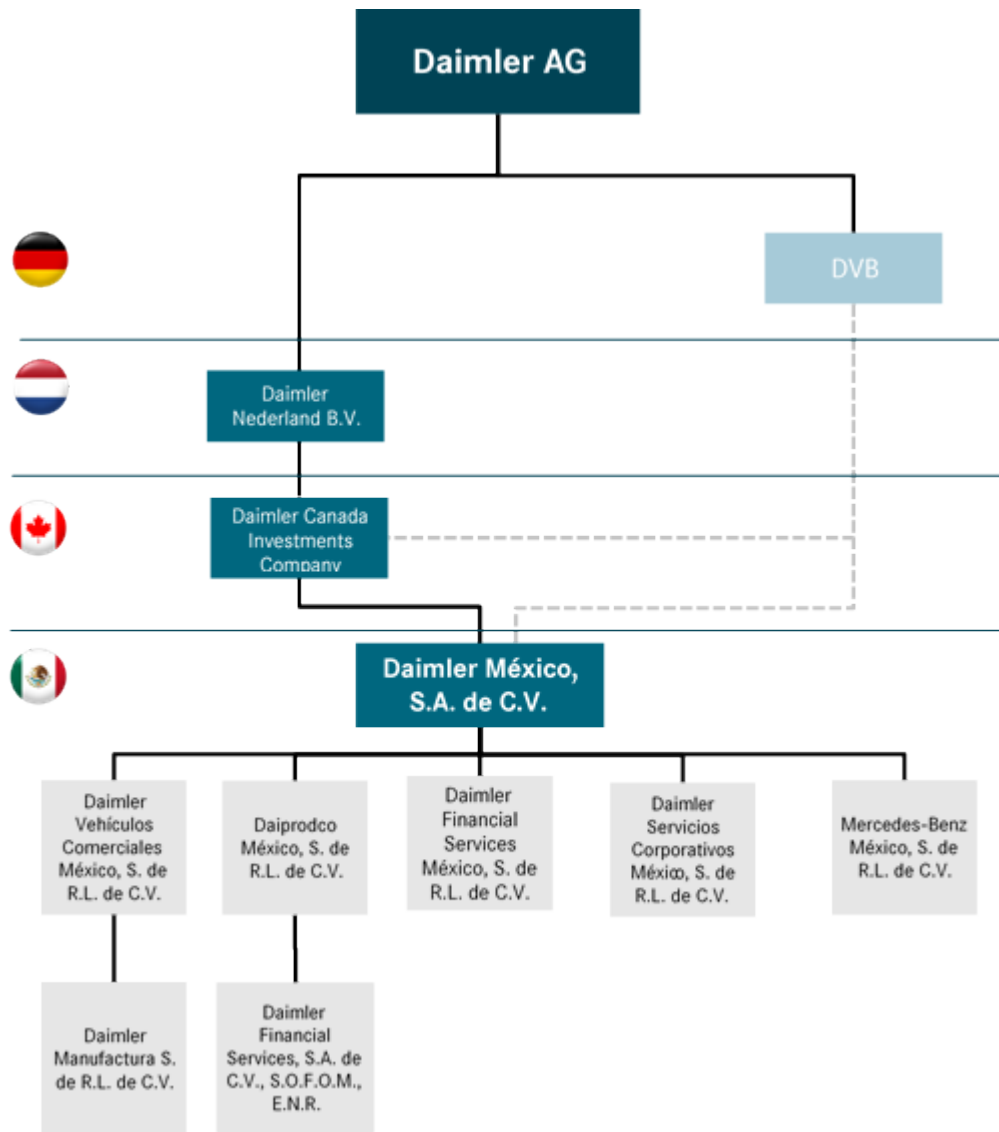 Daimler AG
DVB
Daimler
Nederland B.V.
Daimler Canada
Investments
Company
Daimler México,
S.A. de C.V.
Daimler
Vehículos
Comerciales
México, S. de
R.L. de C.V.
Daiprodco
México, S. de
R.L. de C.V.
Daimler
Financial
Services
México, S. de
R.L. de C.V.
Daimler
Servicios
Corporativos
México, S. de
R.L. de C.V.
Mercedes-Benz
México, S. de
R.L. de C.V.
Daimler
Manufactura S.
de R.L. de C.V.
Daimler
Financial
Services, S.A. de
C.V., S.O.F.O.M.,
E.N.R.